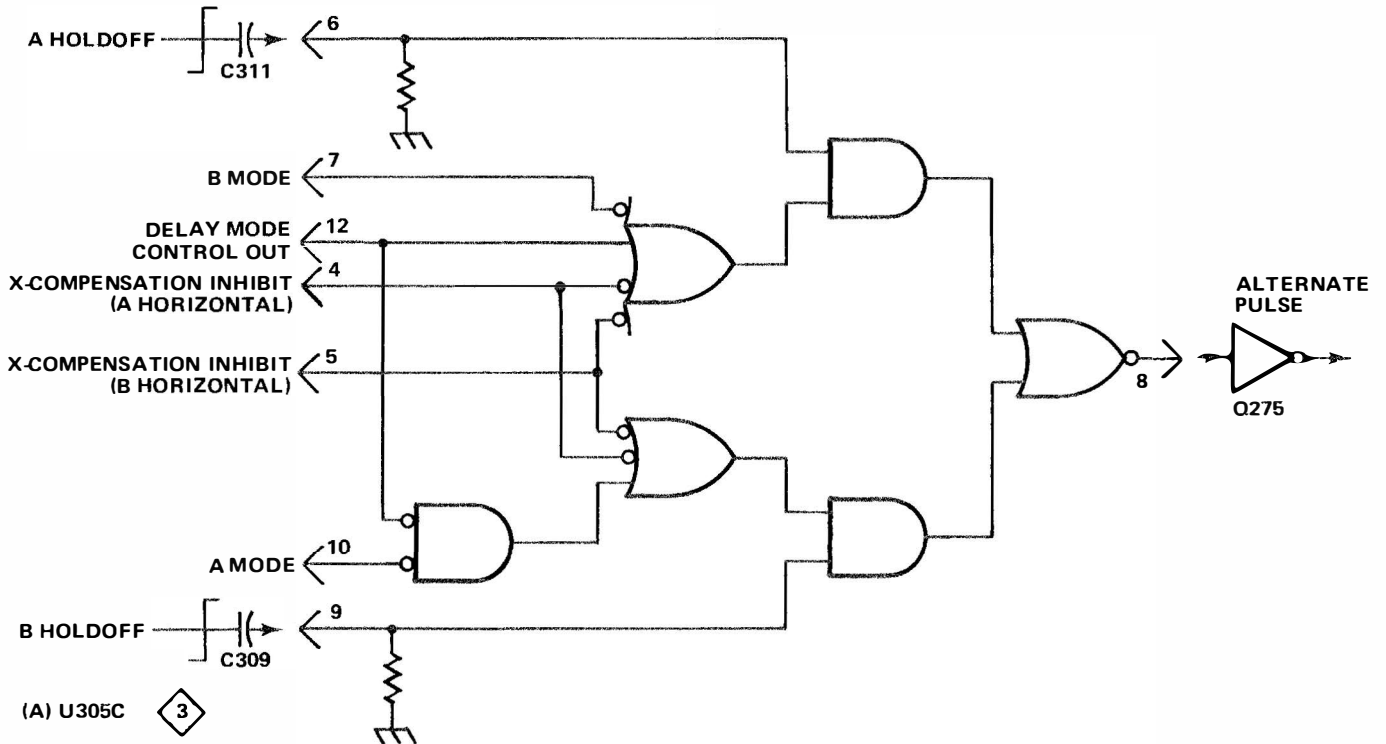 A HOLDOFF
C311
6
B MODE
7
DELAY MODE
CONTROL OUT
12
X-COMPENSATION INHIBIT
(A HORIZONTAL)
4
X-COMPENSATION INHIBIT
(B HORIZONTAL)
5
ALTERNATE
PULSE
8
Q275
A MODE
10
B HOLDOFF
C309
9
(A) U305C
3